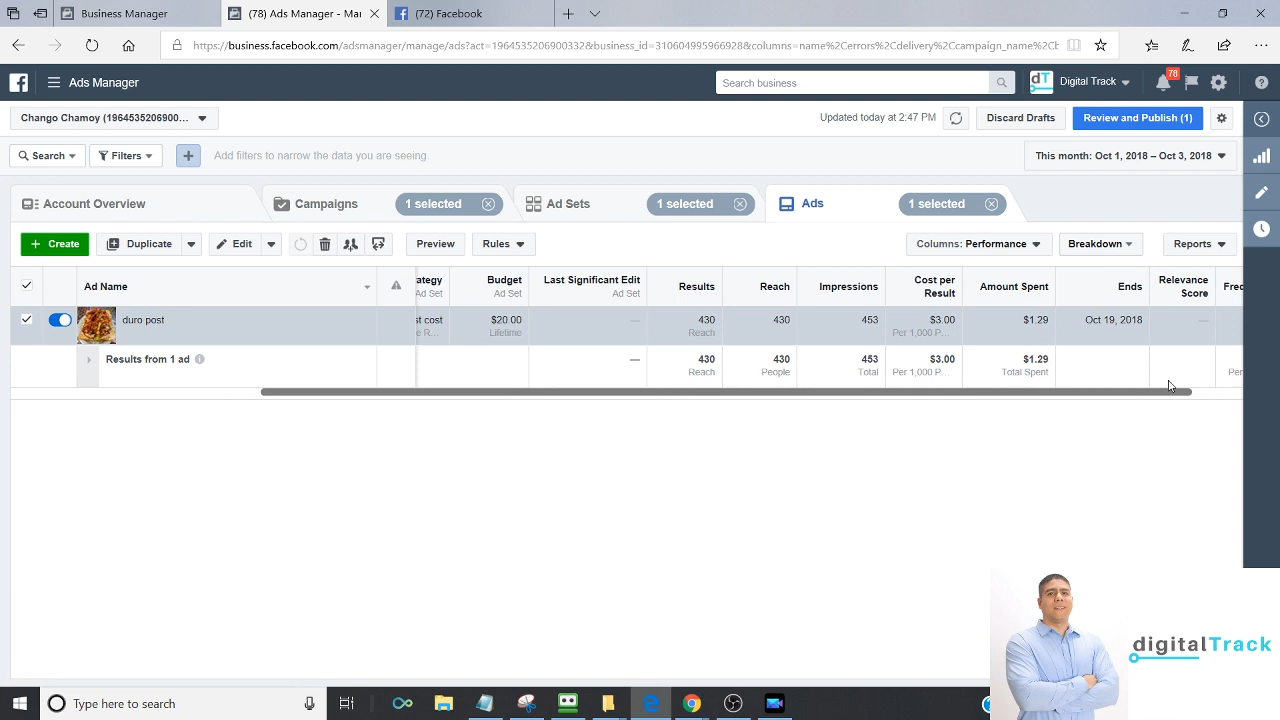 Business Manager
(78) Ads Manager - Mar
(72) Facebook
https://business.facebook.com/adsmanager/manage/ads?act=1964535206900332&business_id=310604995966928&columns=name%2Cerrors%2Cdelivery%2Ccampaign_name%2Cb
Ads Manager
Search business
dT
Digital Track
78
Chango Chamoy (1964535206900...
Updated today at 2:47 PM
Discard Drafts
Review and Publish (1)
Search
Filters
Add filters to narrow the data you are seeing.
This month: Oct 1, 2018 – Oct 3, 2018
Account Overview
Campaigns
1 selected
Ad Sets
1 selected
Ads
1 selected
Create
Duplicate
Edit
Preview
Rules
Columns: Performance
Breakdown
Reports
Ad Name
ategy
Ad Set
Budget
Ad Set
Last Significant Edit
Ad Set
Results
Reach
Impressions
Cost per
Result
Amount Spent
Ends
Relevance
Score
Fred
duro post
st cost
e R...
$20.00
Lifetime
—
430
Reach
430
453
$3.00
Per 1,000 P...
$1.29
Oct 19, 2018
—
Results from 1 ad
—
430
Reach
430
People
453
Total
$3.00
Per 1,000 P...
$1.29
Total Spent
Per
digitalTrack
Type here to search